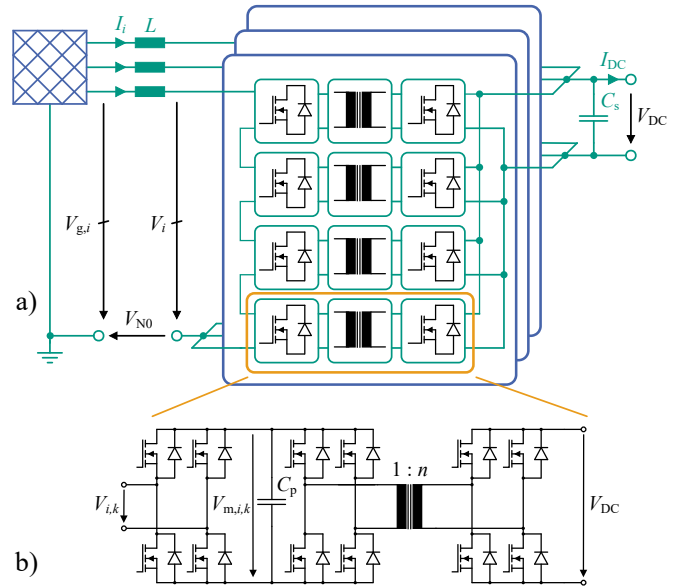 I_i L
I_DC
C_s
V_DC
V_g,i V_i
a)
V_N0
1 : n
V_i,k V_m,i,k C_p V_DC
b)